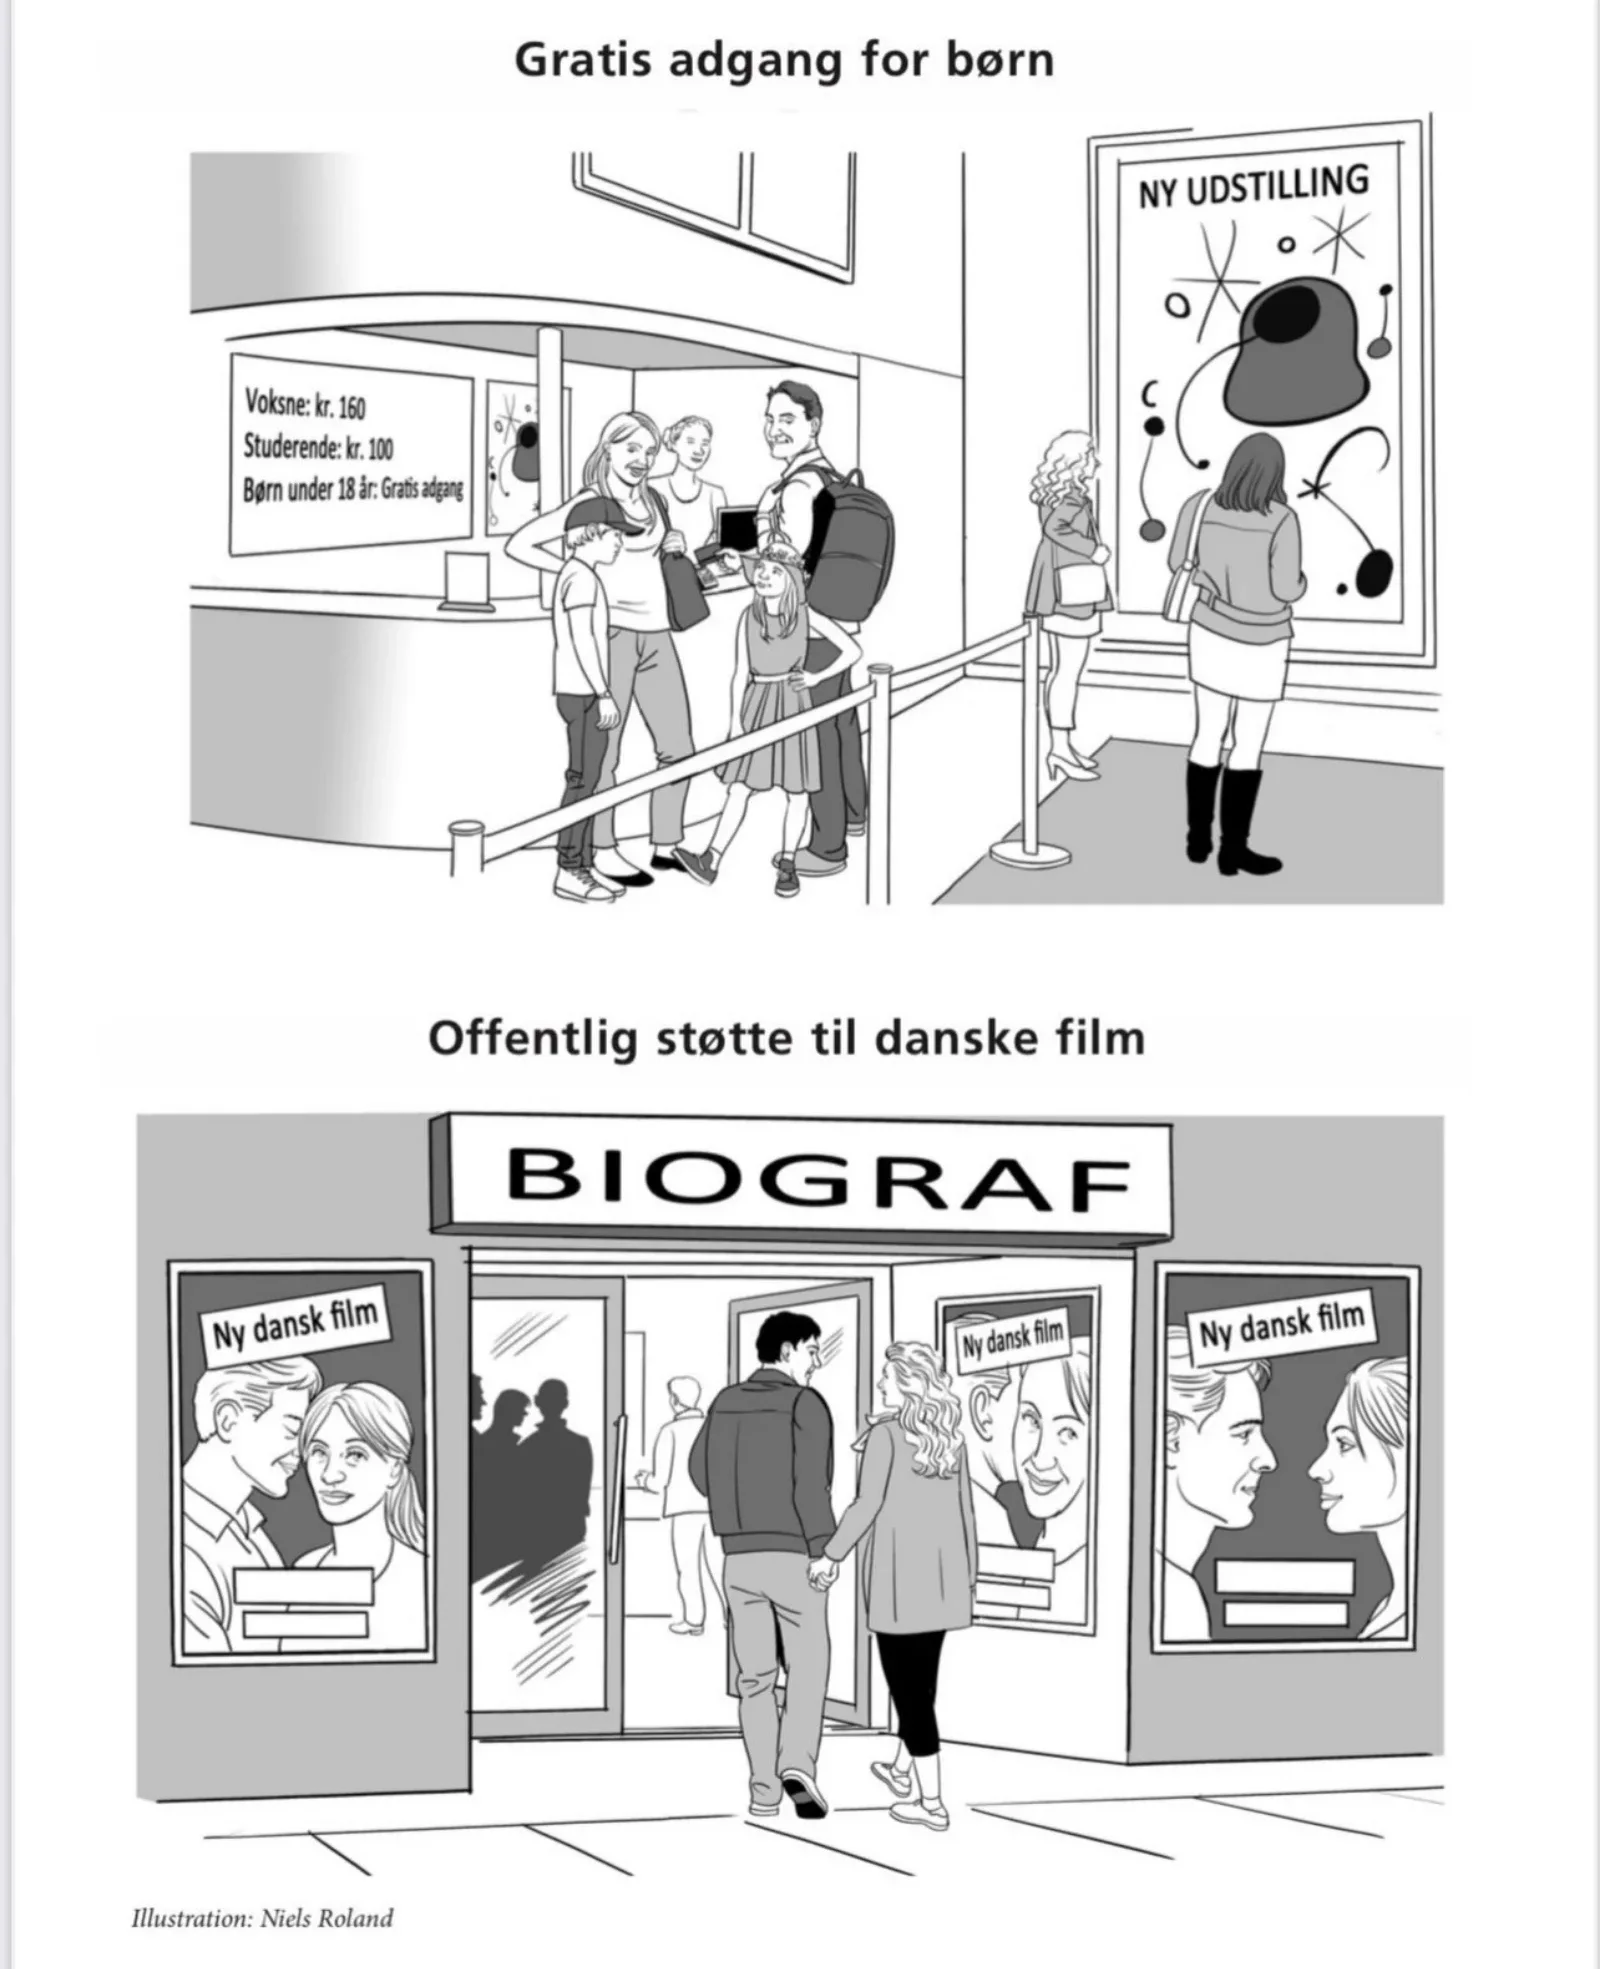 Gratis adgang for børn
NY UDSTILLING
Voksne: kr. 160
Studerende: kr. 100
Børn under 18 år: Gratis adgang
Offentlig støtte til danske film
BIOGRAF
Ny dansk film
Ny dansk film
Ny dansk film
Illustration: Niels Roland